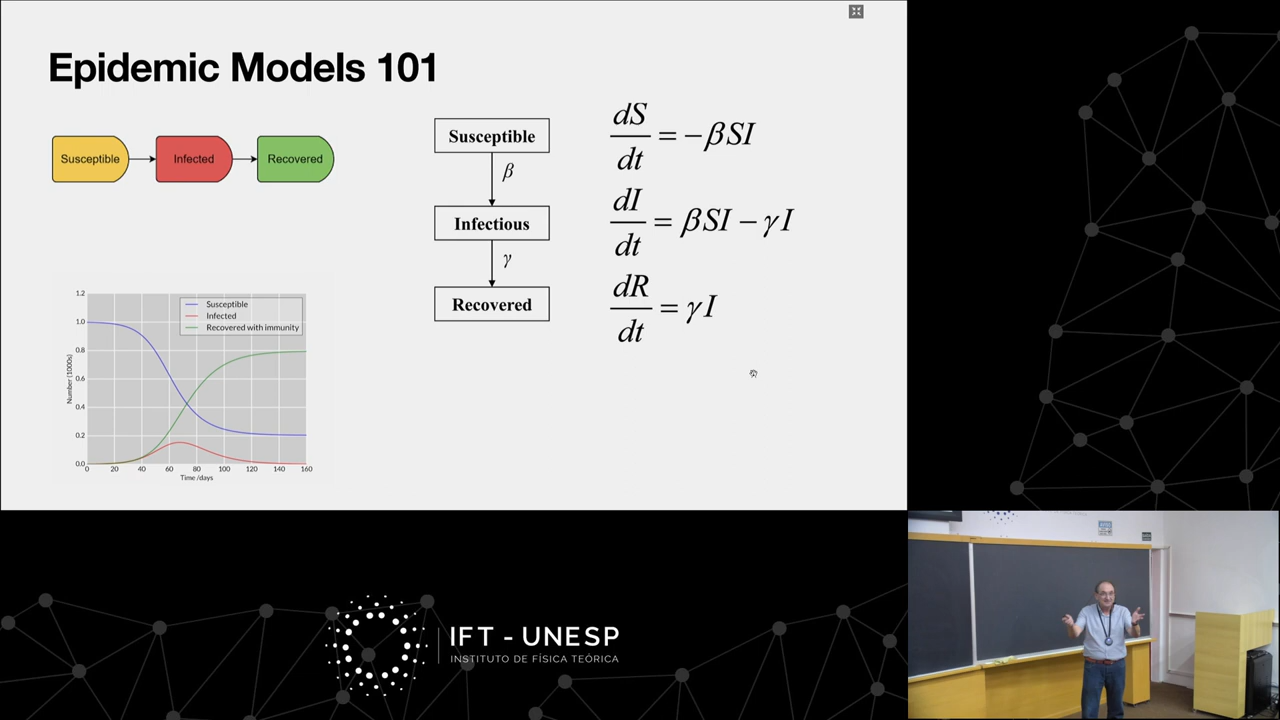 Epidemic Models 101
Susceptible
Infected
Recovered
Susceptible
β
Infectious
γ
Recovered
dS/dt = −βSI
dI/dt = βSI − γI
dR/dt = γI
Susceptible
Infected
Recovered with immunity
1.2
1.0
0.8
0.6
0.4
0.2
0.0
Number (1000s)
0 20 40 60 80 100 120 140 160
Time /days
IFT - UNESP
INSTITUTO DE FÍSICA TEÓRICA